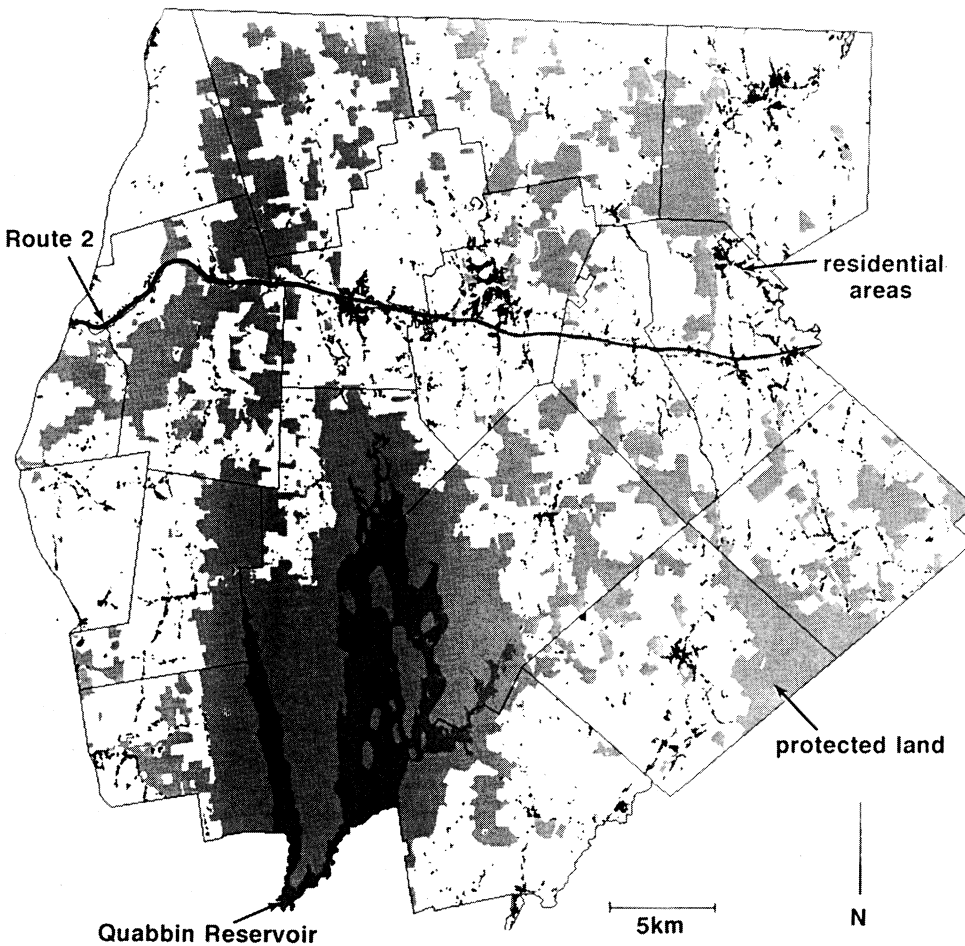 Route 2
residential
areas
protected land
5km
N
Quabbin Reservoir